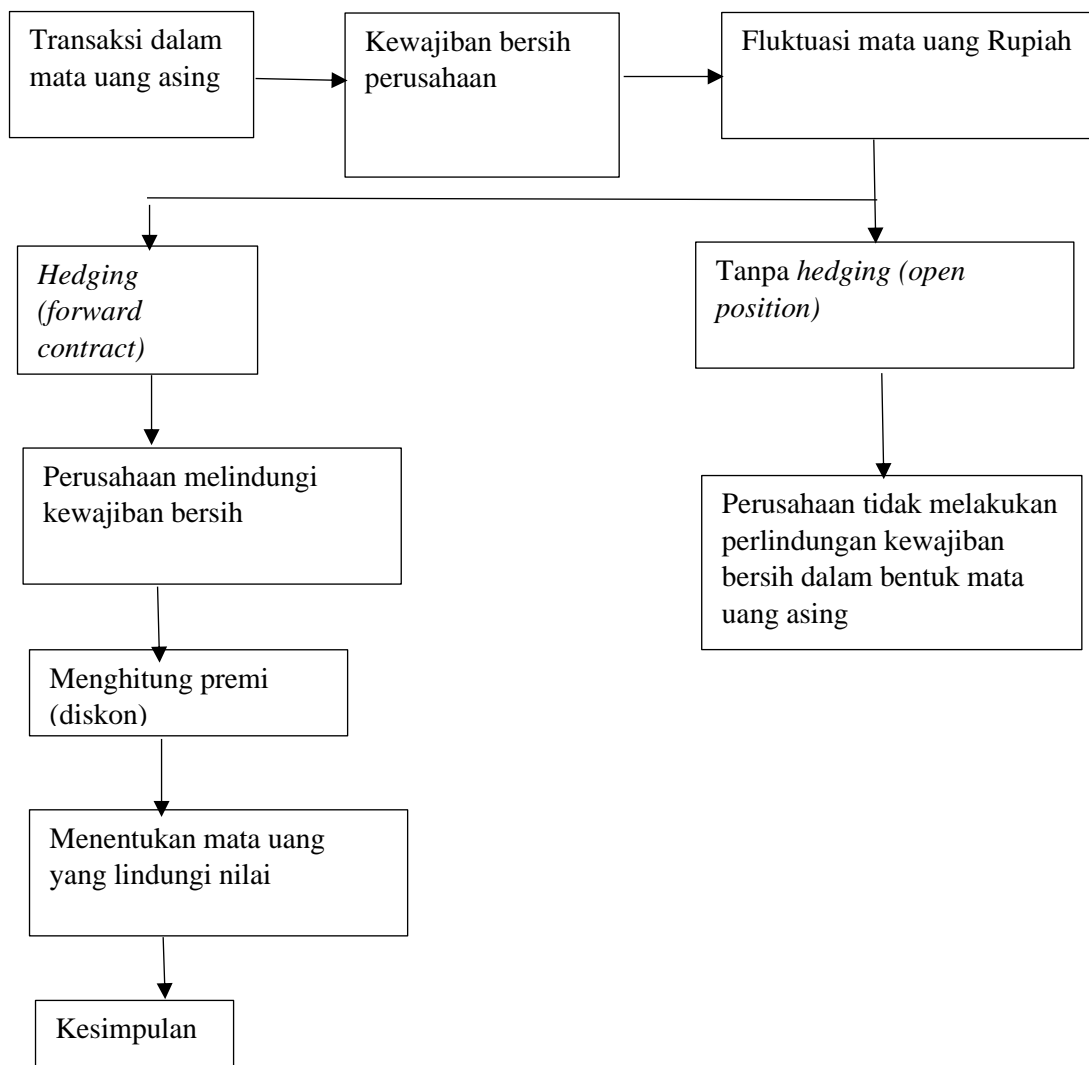 Transaksi dalam
mata uang asing
Kewajiban bersih
perusahaan
Fluktuasi mata uang Rupiah
Hedging
(forward
contract)
Tanpa hedging (open
position)
Perusahaan melindungi
kewajiban bersih
Perusahaan tidak melakukan
perlindungan kewajiban
bersih dalam bentuk mata
uang asing
Menghitung premi
(diskon)
Menentukan mata uang
yang lindungi nilai
Kesimpulan